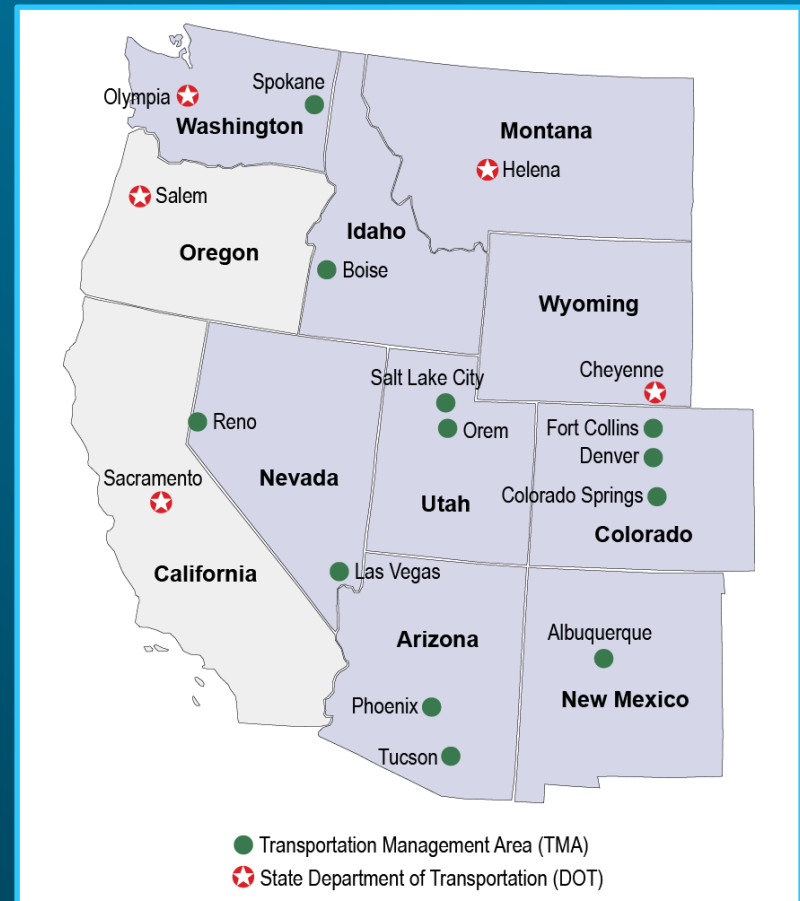 Spokane
Olympia
Washington
Montana
Helena
Salem
Idaho
Oregon
Boise
Wyoming
Cheyenne
Salt Lake City
Reno
Orem
Fort Collins
Denver
Nevada
Sacramento
Utah
Colorado Springs
Colorado
California
Las Vegas
Arizona
Albuquerque
New Mexico
Phoenix
Tucson
Transportation Management Area (TMA)
State Department of Transportation (DOT)